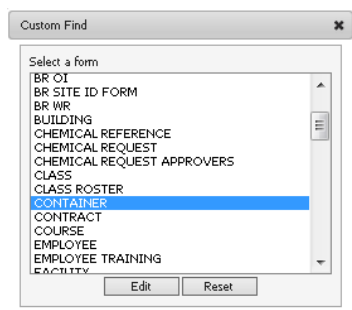 Custom Find
Select a form
BR OI
BR SITE ID FORM
BR WR
BUILDING
CHEMICAL REFERENCE
CHEMICAL REQUEST
CHEMICAL REQUEST APPROVERS
CLASS
CLASS ROSTER
CONTAINER
CONTRACT
COURSE
EMPLOYEE
EMPLOYEE TRAINING
FACILITY
Edit Reset